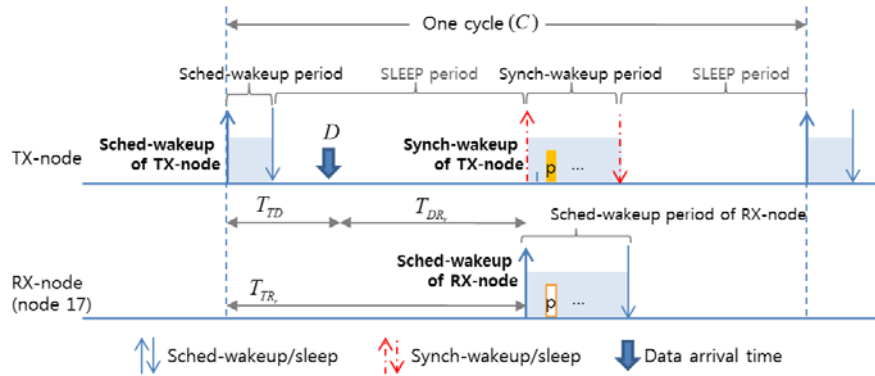 One cycle (C)
Sched-wakeup period
SLEEP period
Synch-wakeup period
SLEEP period
TX-node
Sched-wakeup
of TX-node
D
Synch-wakeup
of TX-node
p ...
T_TD
T_DR_r
Sched-wakeup period of RX-node
RX-node
(node 17)
T_TR_r
Sched-wakeup
of RX-node
p ...
Sched-wakeup/sleep
Synch-wakeup/sleep
Data arrival time